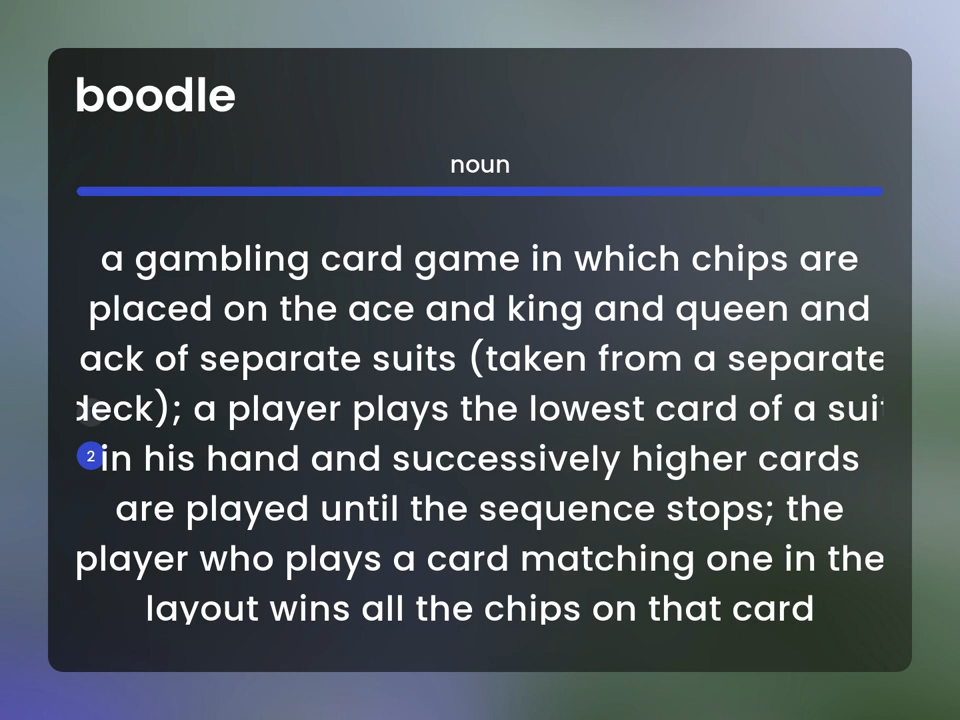 boodle
noun
a gambling card game in which chips are
placed on the ace and king and queen and
ack of separate suits (taken from a separate
deck); a player plays the lowest card of a suit
2 in his hand and successively higher cards
are played until the sequence stops; the
player who plays a card matching one in the
layout wins all the chips on that card